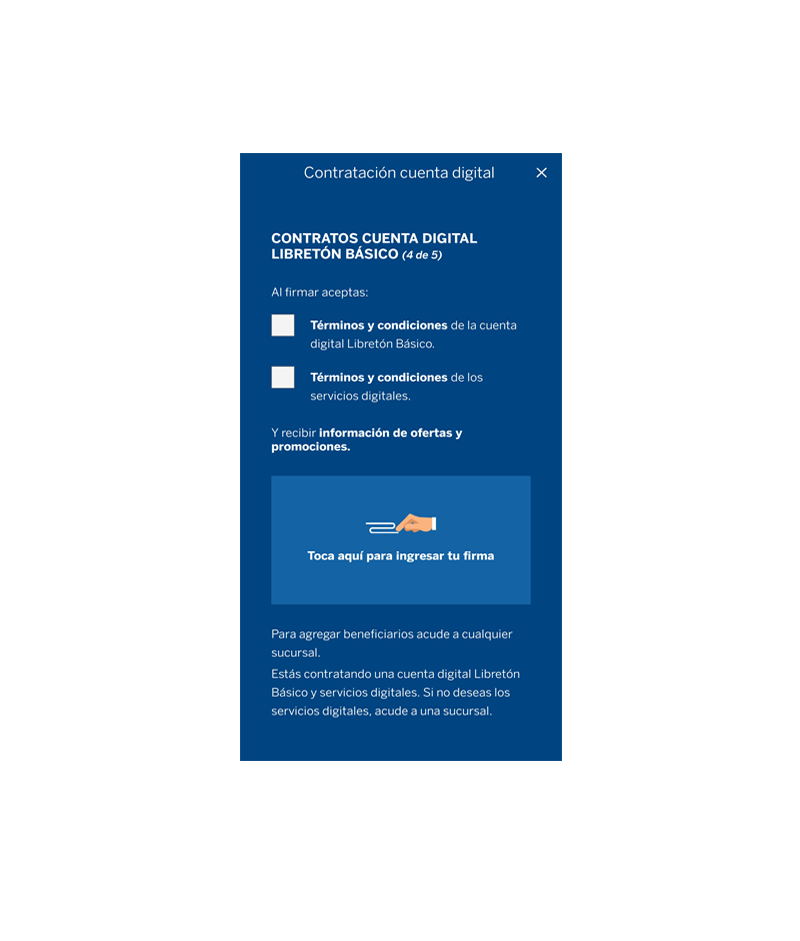 Contratación cuenta digital
CONTRATOS CUENTA DIGITAL
LIBRETÓN BÁSICO (4 de 5)
Al firmar aceptas:
Términos y condiciones de la cuenta
digital Libretón Básico.
Términos y condiciones de los
servicios digitales.
Y recibir información de ofertas y
promociones.
Toca aquí para ingresar tu firma
Para agregar beneficiarios acude a cualquier
sucursal.
Estás contratando una cuenta digital Libretón
Básico y servicios digitales. Si no deseas los
servicios digitales, acude a una sucursal.